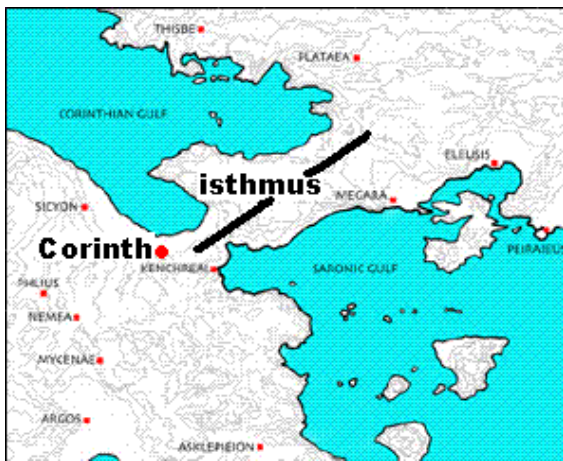 THISBE
PLATAEA
CORINTHIAN GULF
ELEUSIS
isthmus
MEGARA
SICYON
Corinth
PEIRAIEUS
KENCHREAI
SARONIC GULF
PHLIUS
NEMEA
MYCENAE
ARGOS
ASKLEPIEION